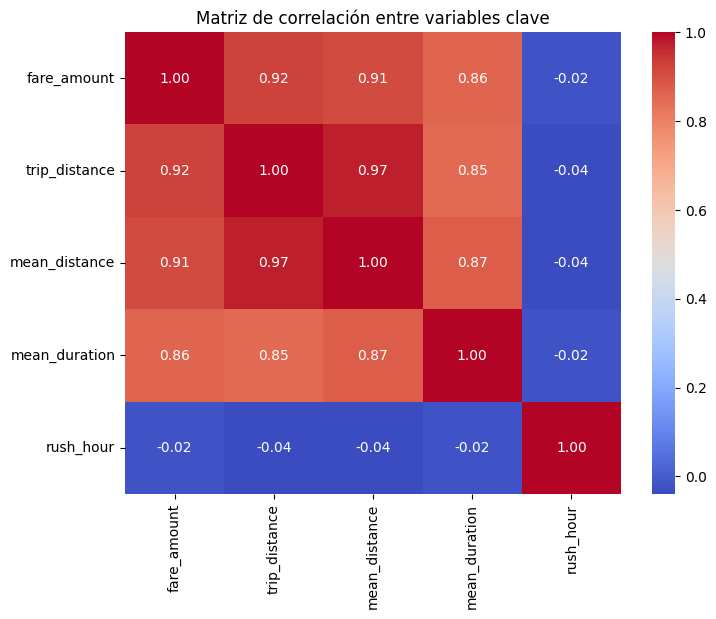 Matriz de correlación entre variables clave
fare_amount 1.00 0.92 0.91 0.86 -0.02
trip_distance 0.92 1.00 0.97 0.85 -0.04
mean_distance 0.91 0.97 1.00 0.87 -0.04
mean_duration 0.86 0.85 0.87 1.00 -0.02
rush_hour -0.02 -0.04 -0.04 -0.02 1.00
fare_amount
trip_distance
mean_distance
mean_duration
rush_hour
1.0
0.8
0.6
0.4
0.2
0.0